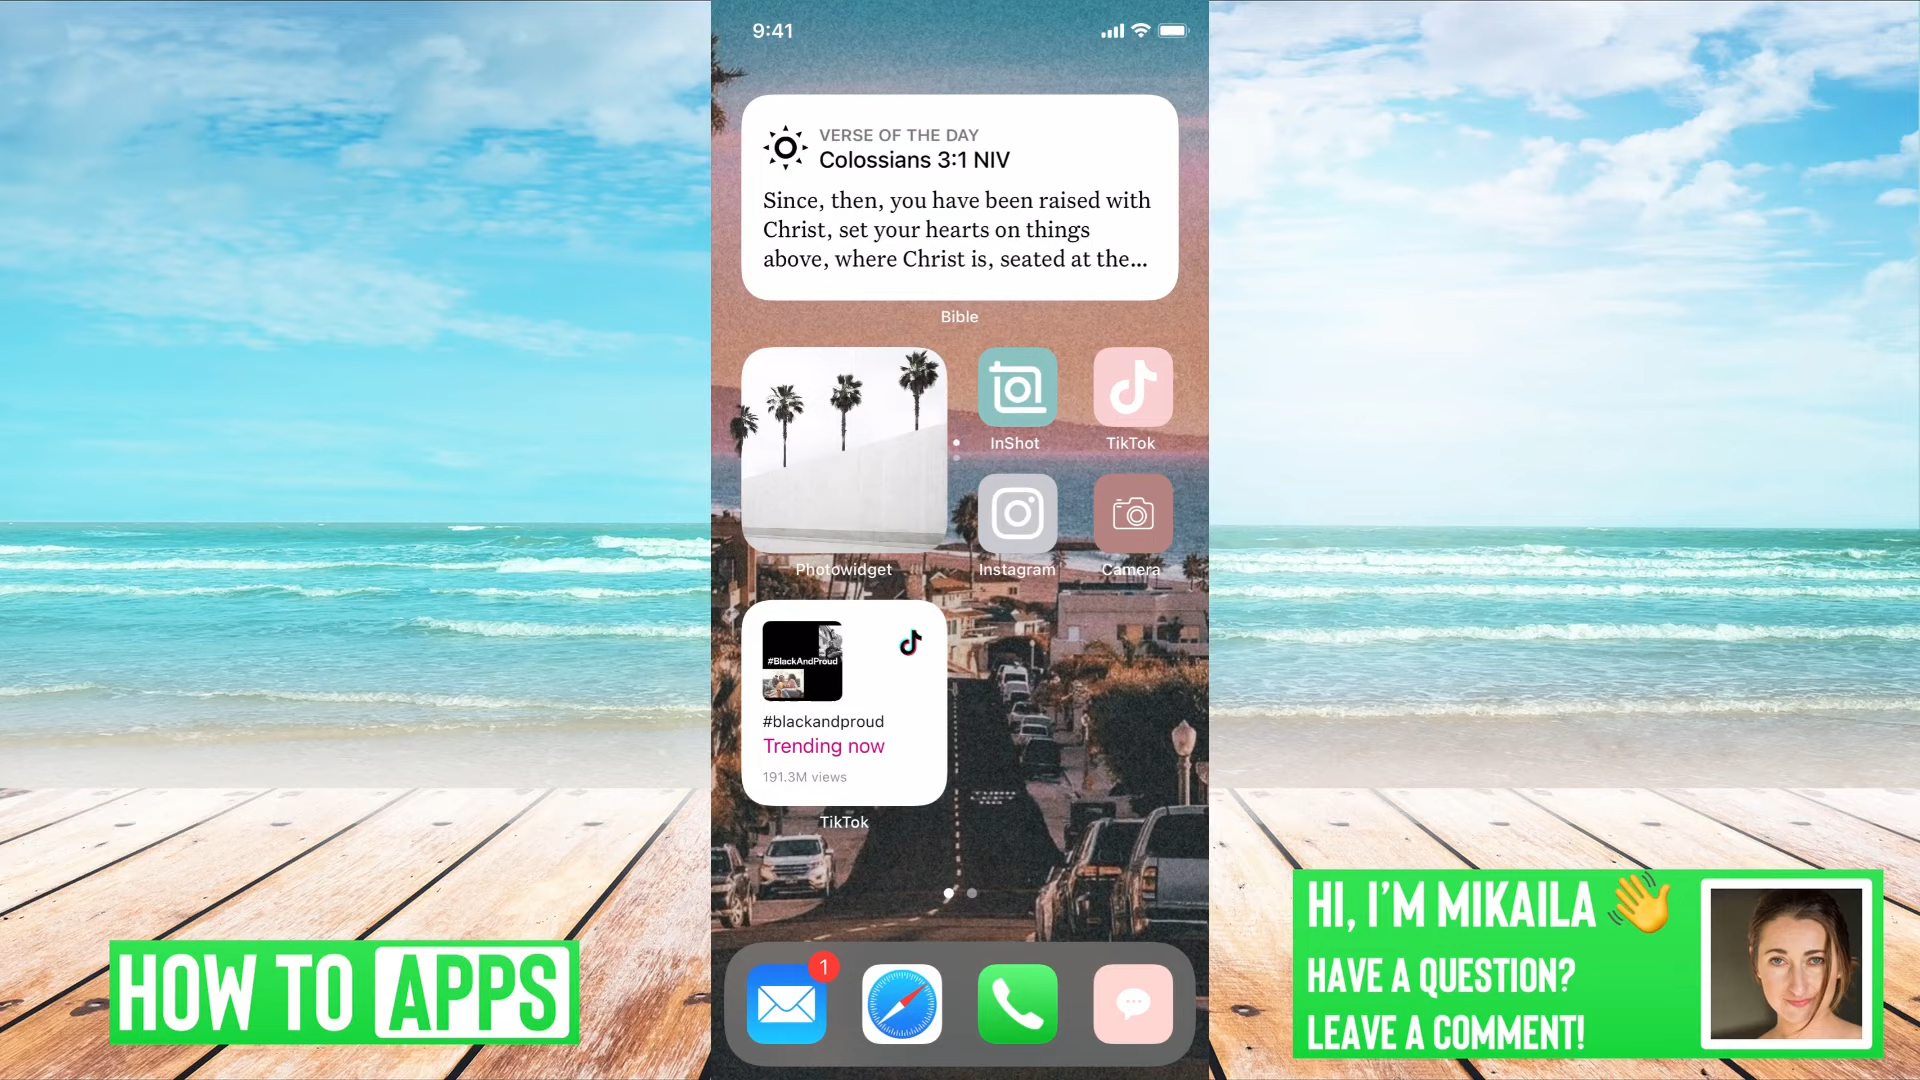 9:41
VERSE OF THE DAY
Colossians 3:1 NIV
Since, then, you have been raised with
Christ, set your hearts on things
above, where Christ is, seated at the...
Bible
InShot
TikTok
Photowidget
Instagram
Camera
#BlackAndProud
#blackandproud
Trending now
191.3M views
TikTok
1
HOW TO APPS
HI, I'M MIKAILA 👋
HAVE A QUESTION?
LEAVE A COMMENT!